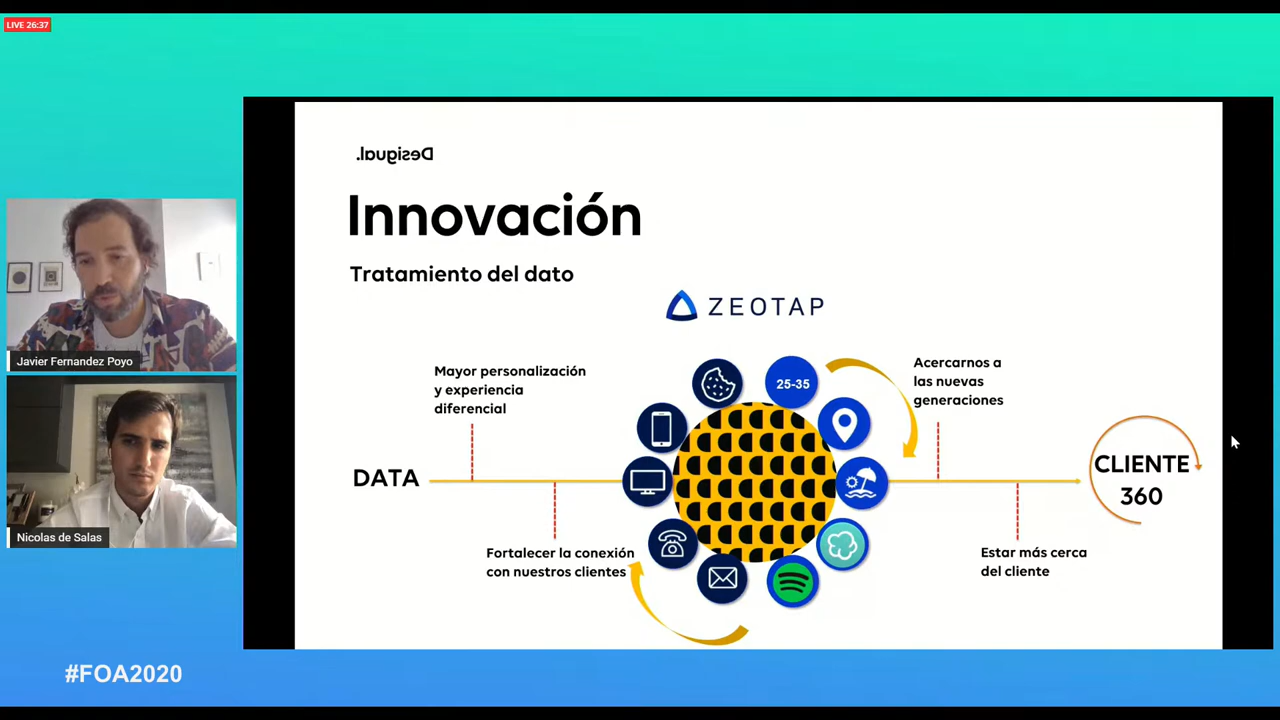 LIVE 26:37
Desigual.
Innovación
Tratamiento del dato
ZEOTAP
Mayor personalización
y experiencia
diferencial
25-35
Acercarnos a
las nuevas
generaciones
DATA
CLIENTE
360
Fortalecer la conexión
con nuestros clientes
Estar más cerca
del cliente
Javier Fernandez Poyo
Nicolas de Salas
#FOA2020